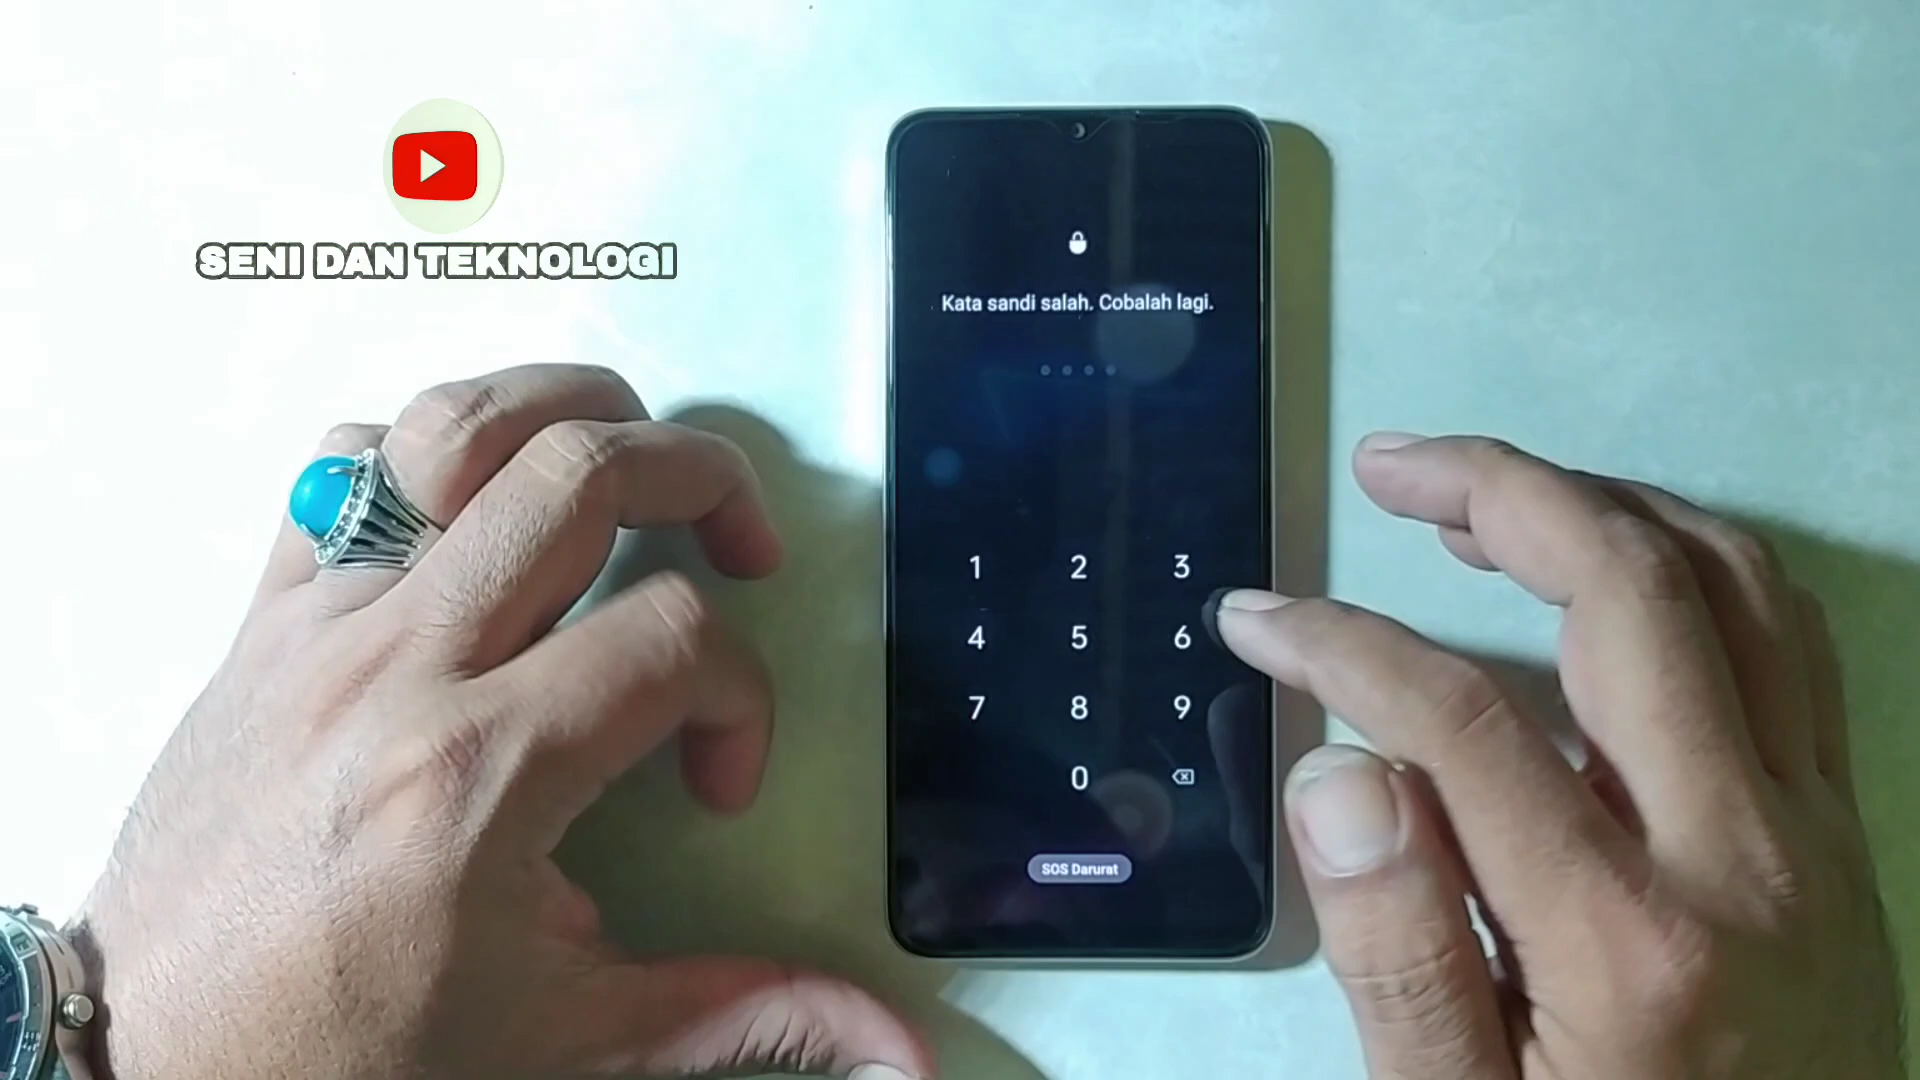 SENI DAN TEKNOLOGI
Kata sandi salah. Cobalah lagi.
1 2 3
4 5 6
7 8 9
0
SOS Darurat